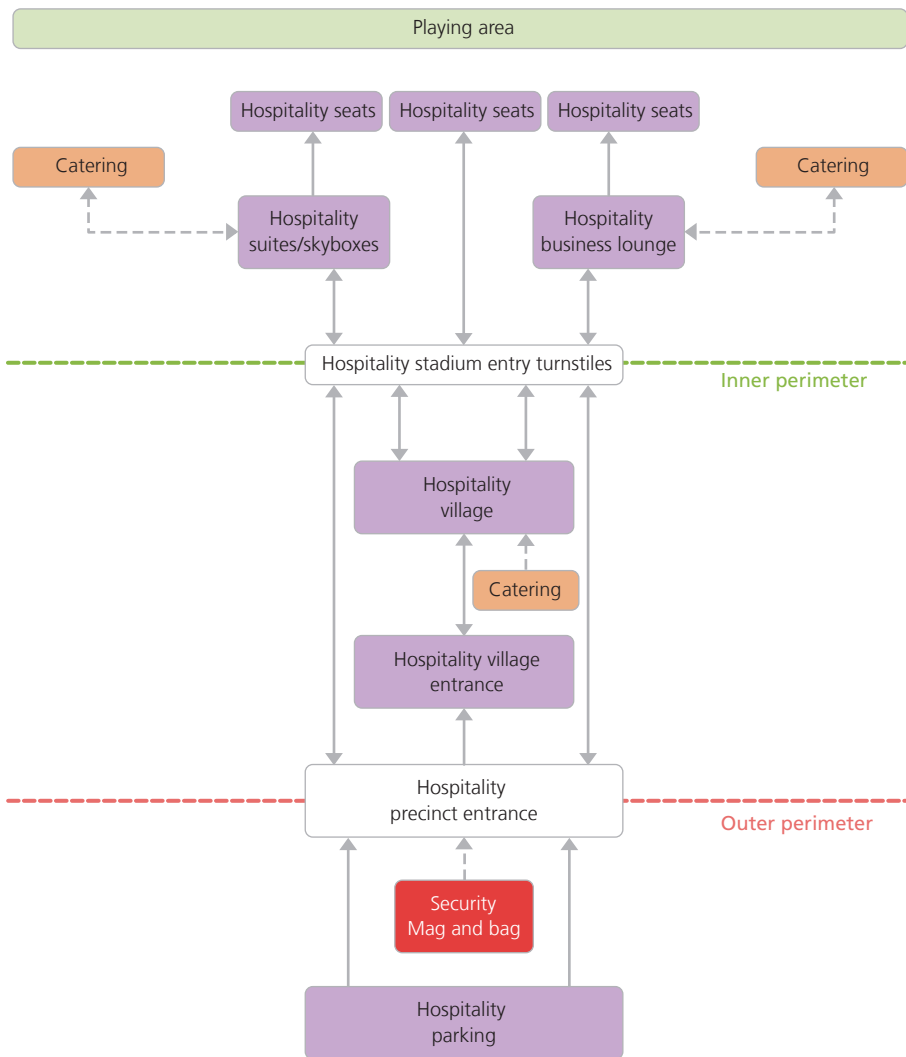 Playing area
Hospitality seats
Hospitality seats
Hospitality seats
Catering
Catering
Hospitality
suites/skyboxes
Hospitality
business lounge
Hospitality stadium entry turnstiles
Inner perimeter
Hospitality
village
Catering
Hospitality village
entrance
Hospitality
precinct entrance
Outer perimeter
Security
Mag and bag
Hospitality
parking